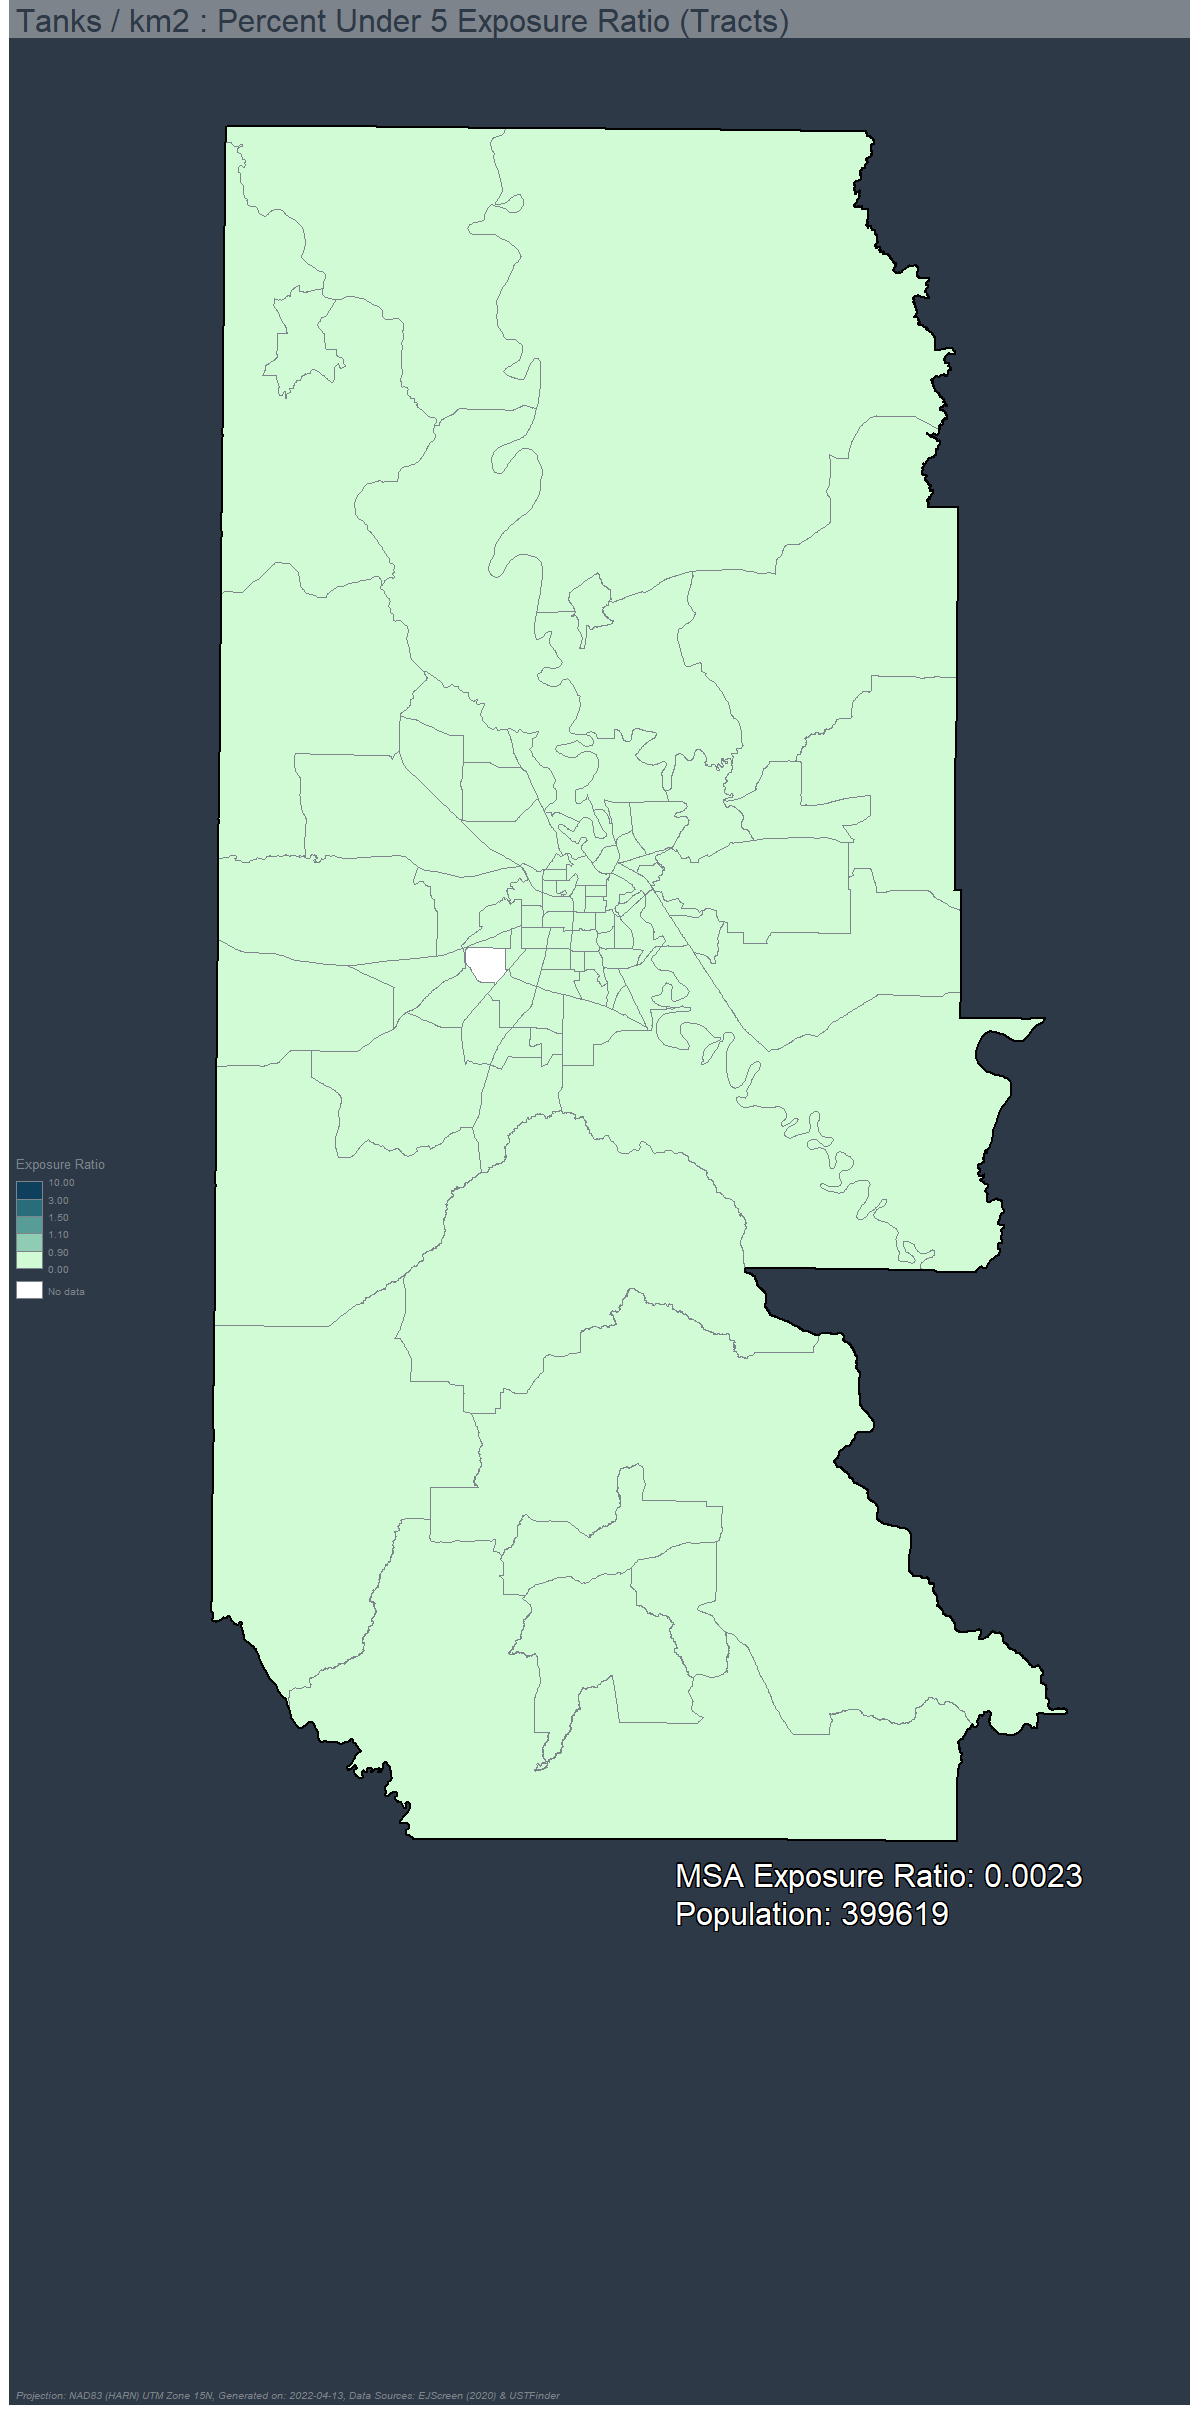 Tanks / km2 : Percent Under 5 Exposure Ratio (Tracts)
Exposure Ratio
10.00
3.00
1.50
1.10
0.90
0.00
No data
MSA Exposure Ratio: 0.0023
Population: 399619
Projection: NAD83 (HARN) UTM Zone 15N, Generated on: 2022-04-13, Data Sources: EJScreen (2020) & USTFinder